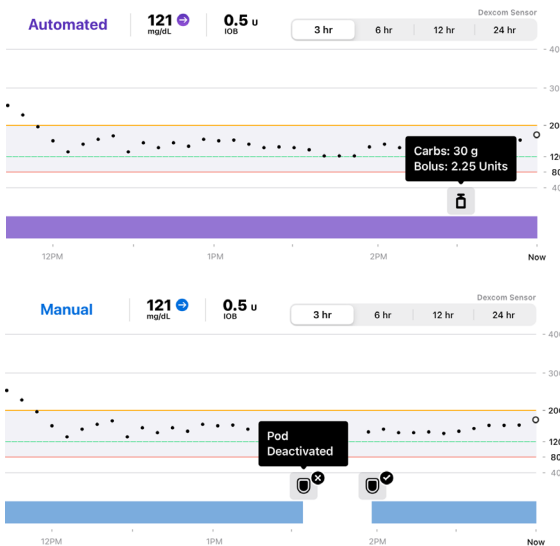 Dexcom Sensor
Automated 121 mg/dL 0.5 U IOB 3 hr 6 hr 12 hr 24 hr
40
30
20
Carbs: 30 g
Bolus: 2.25 Units
12
80
40
12PM 1PM 2PM Now
Dexcom Sensor
Manual 121 mg/dL 0.5 U IOB 3 hr 6 hr 12 hr 24 hr
400
300
200
Pod
Deactivated
120
80
40
12PM 1PM 2PM Now